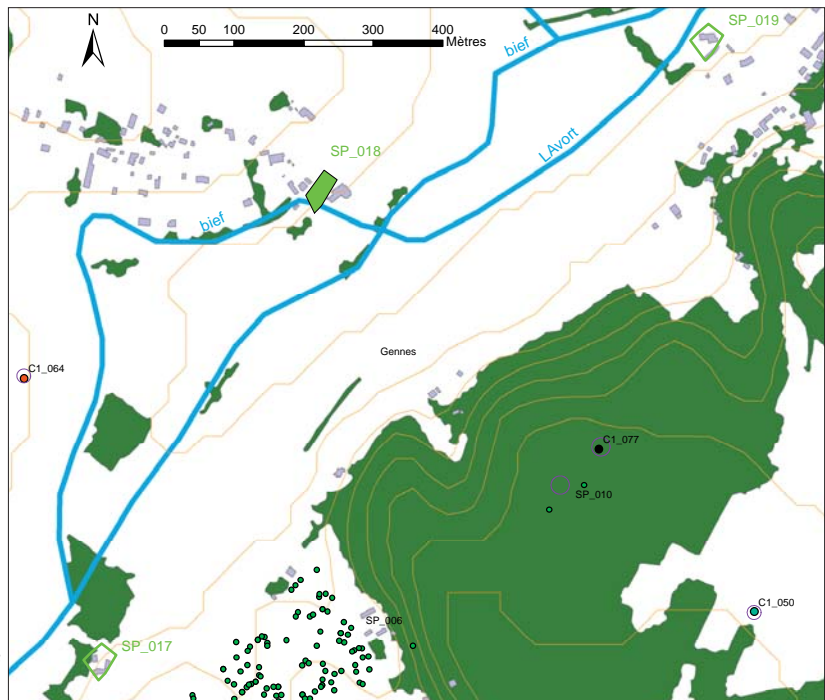 N
0 50 100 200 300 400
Mètres
SP_019
bief
LAvort
SP_018
bief
Gennes
C1_064
C1_077
SP_010
C1_050
SP_006
SP_017